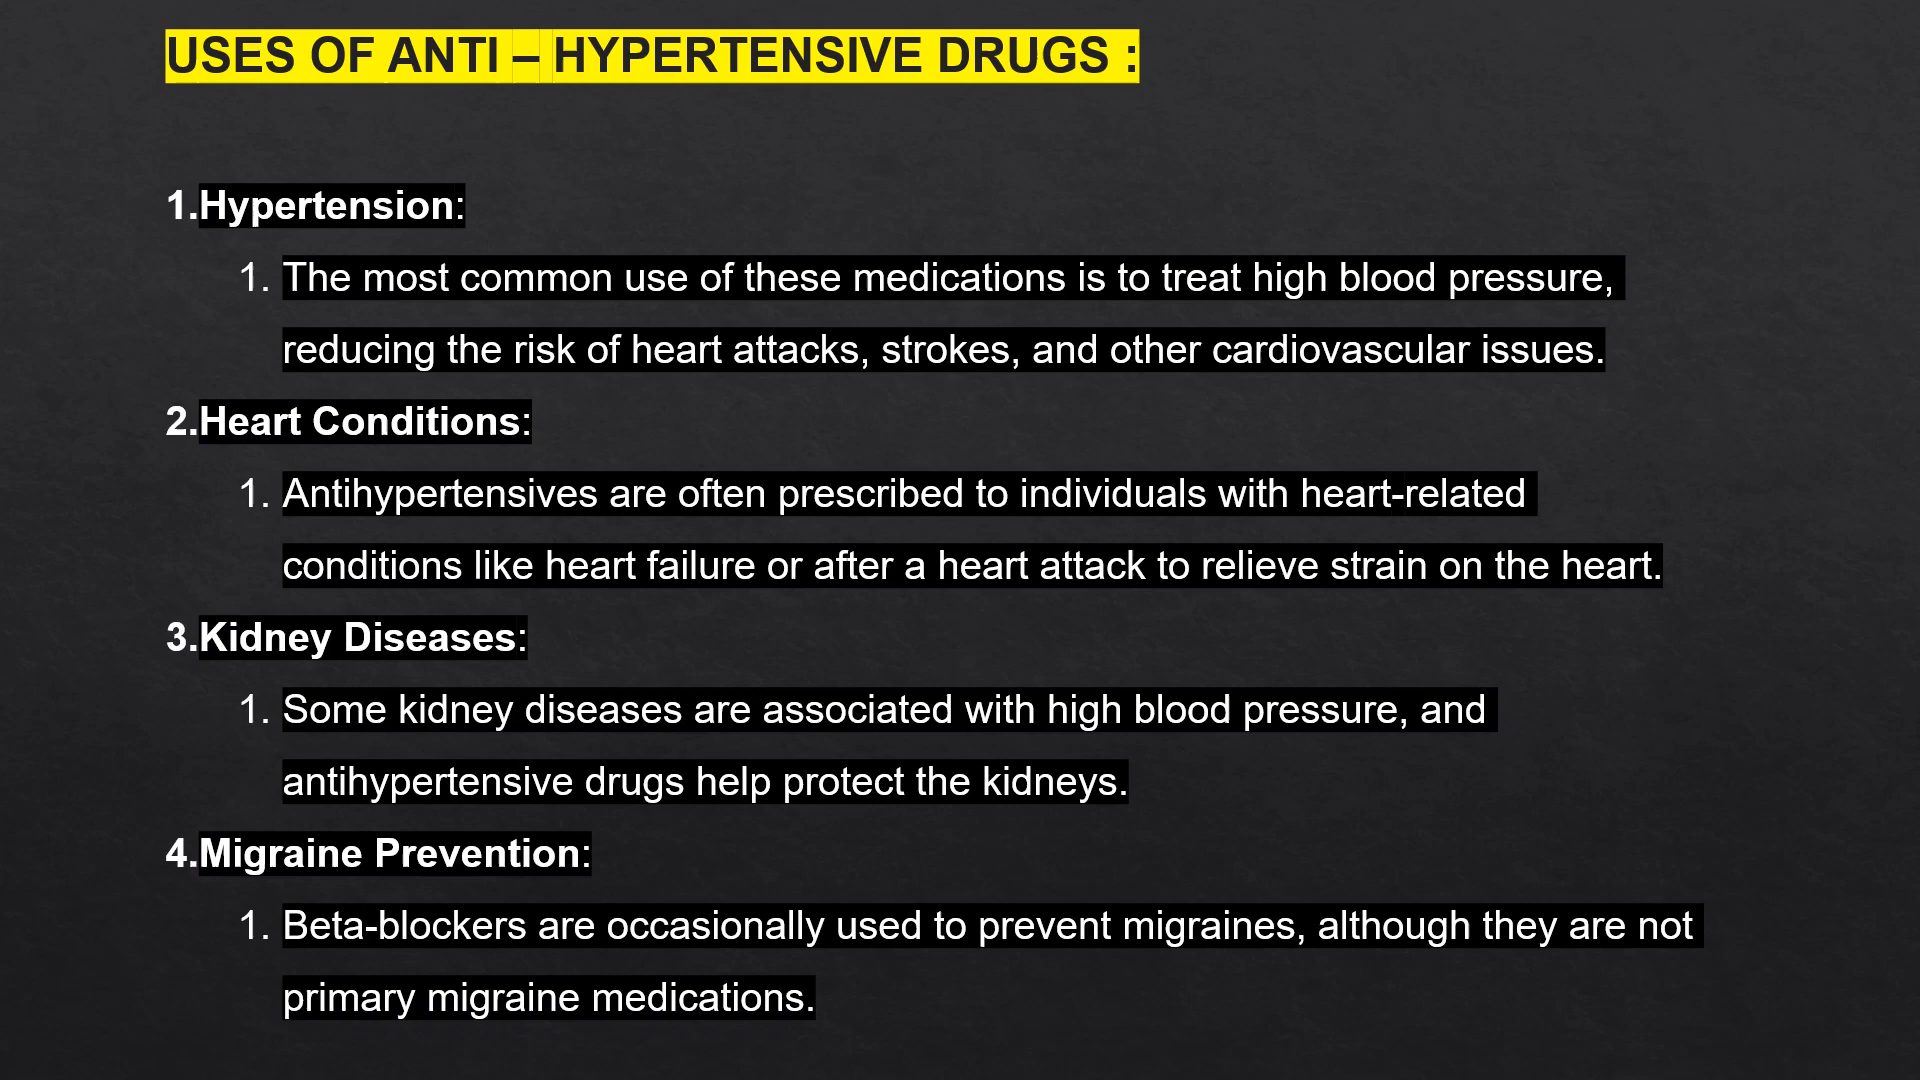 USES OF ANTI – HYPERTENSIVE DRUGS :
1.Hypertension:
1. The most common use of these medications is to treat high blood pressure,
reducing the risk of heart attacks, strokes, and other cardiovascular issues.
2.Heart Conditions:
1. Antihypertensives are often prescribed to individuals with heart-related
conditions like heart failure or after a heart attack to relieve strain on the heart.
3.Kidney Diseases:
1. Some kidney diseases are associated with high blood pressure, and
antihypertensive drugs help protect the kidneys.
4.Migraine Prevention:
1. Beta-blockers are occasionally used to prevent migraines, although they are not
primary migraine medications.